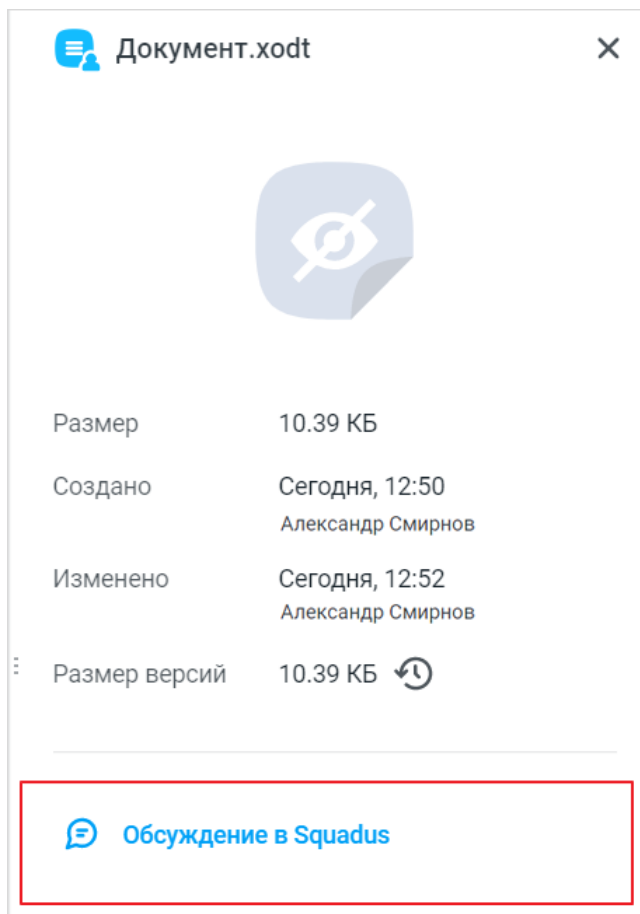 Документ.xodt
Размер 10.39 КБ
Создано Сегодня, 12:50
Александр Смирнов
Изменено Сегодня, 12:52
Александр Смирнов
Размер версий 10.39 КБ
Обсуждение в Squadus